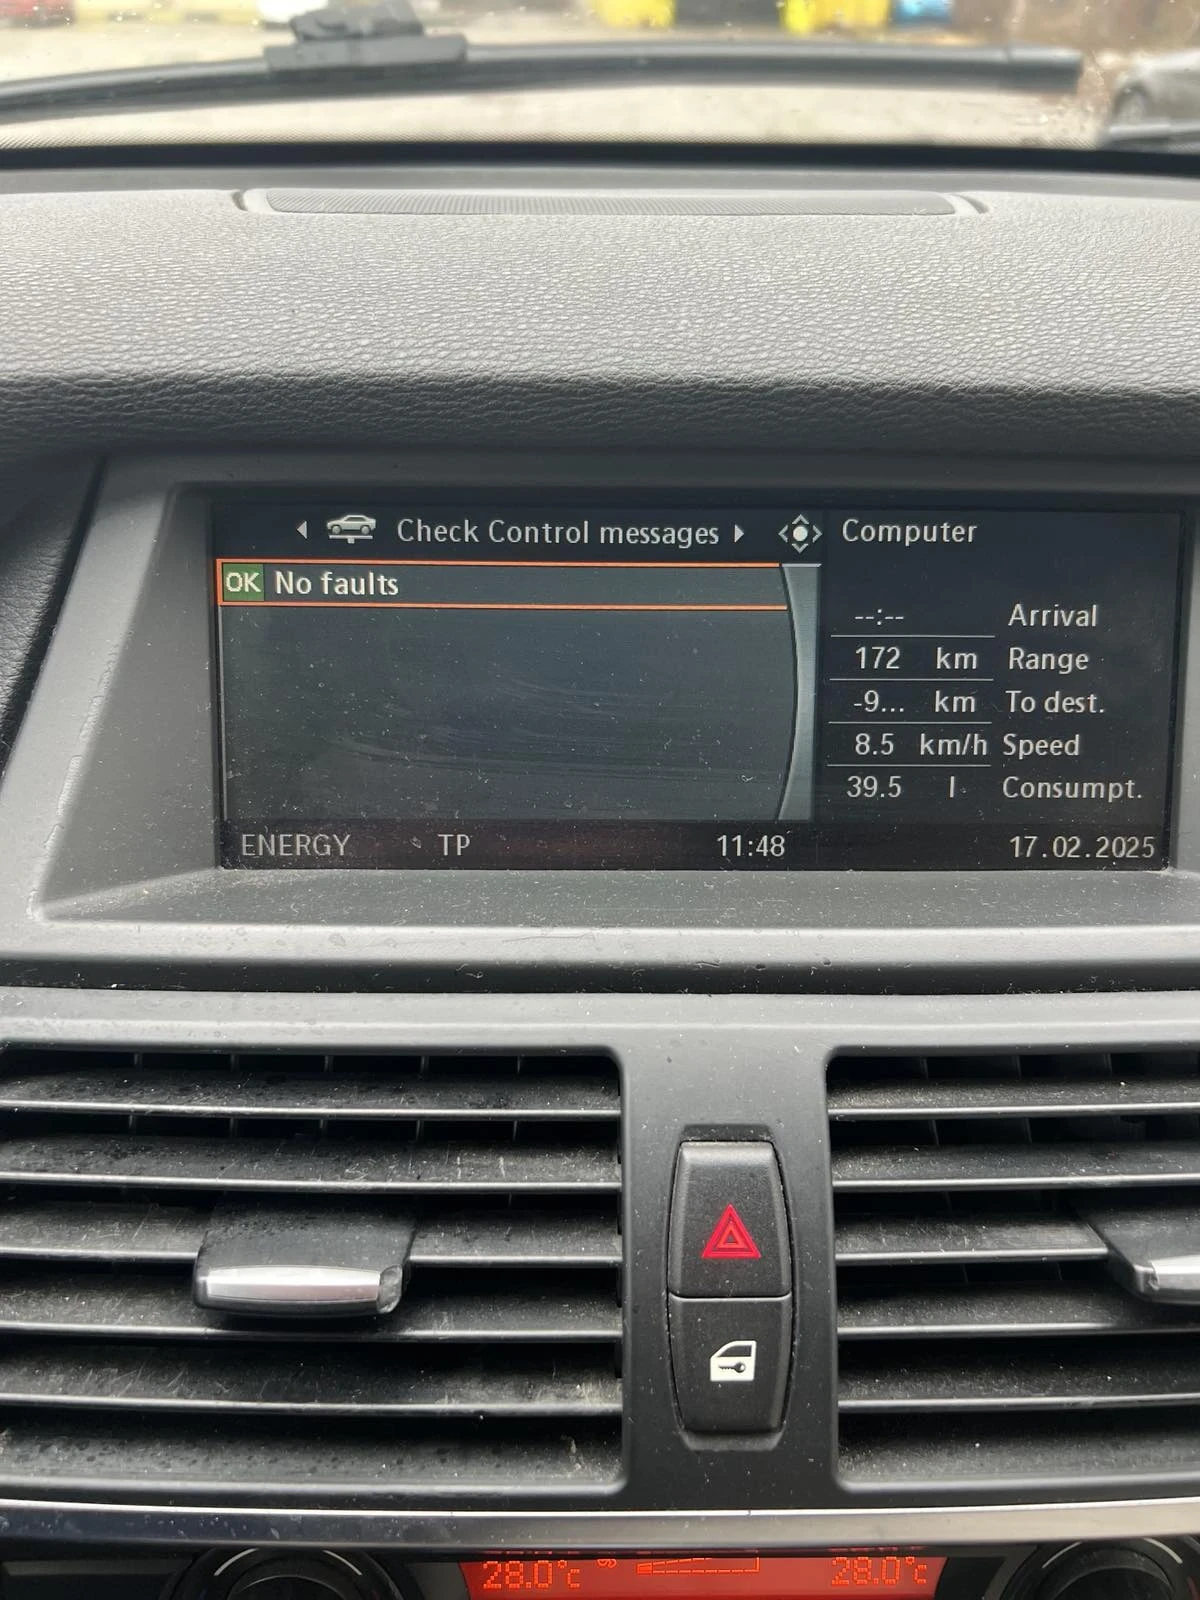 Check Control messages
OK No faults
Computer
--:-- Arrival
172 km Range
-9... km To dest.
8.5 km/h Speed
39.5 l Consumpt.
ENERGY TP 11:48 17.02.2025
28.0°c 28.0°c